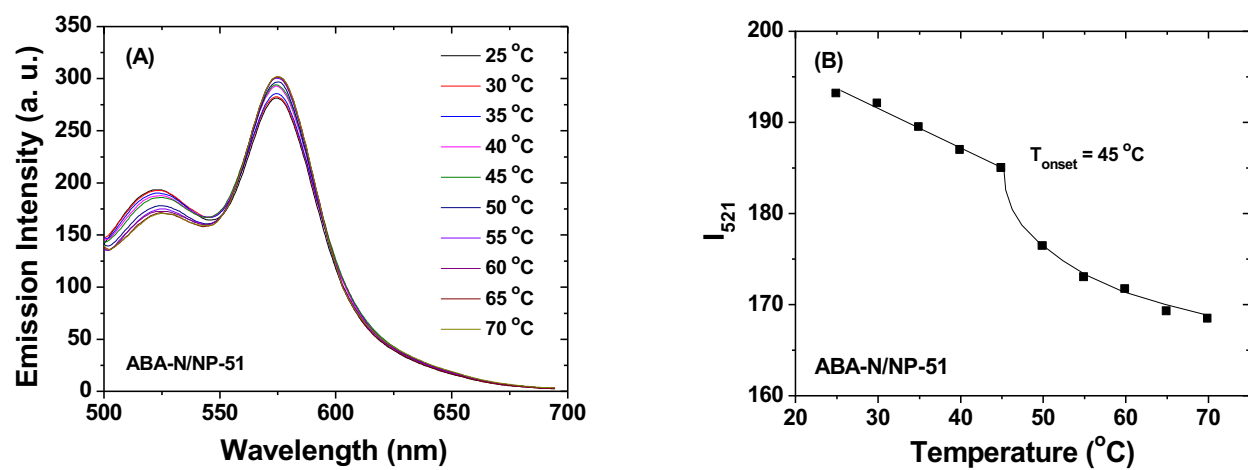 (A)
Emission Intensity (a. u.)
350
300
250
200
150
100
50
0
25 °C
30 °C
35 °C
40 °C
45 °C
50 °C
55 °C
60 °C
65 °C
70 °C
ABA-N/NP-51
500 550 600 650 700
Wavelength (nm)
(B)
I521
200
190
180
170
160
Tonset = 45 °C
ABA-N/NP-51
20 30 40 50 60 70
Temperature (°C)